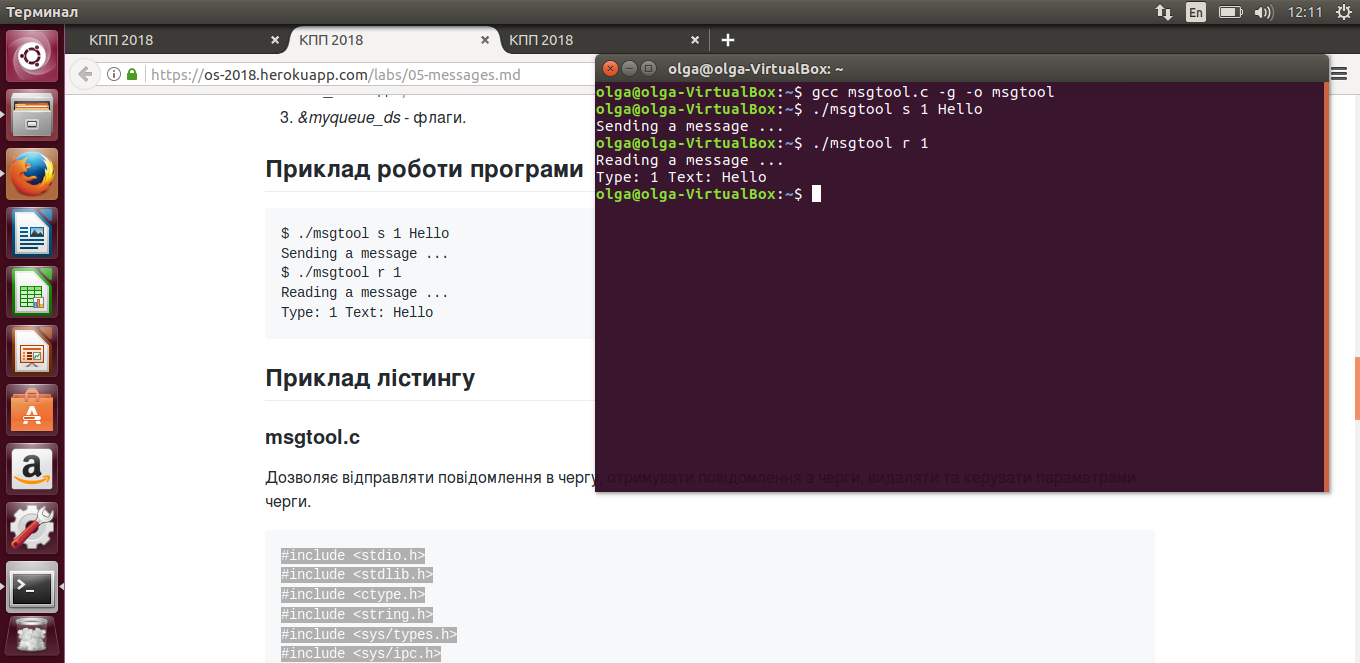 Терминал
En
12:11
КПП 2018
КПП 2018
КПП 2018
https://os-2018.herokuapp.com/labs/05-messages.md
3. &myqueue_ds - флаги.
Приклад роботи програми
$ ./msgtool s 1 Hello
Sending a message ...
$ ./msgtool r 1
Reading a message ...
Type: 1 Text: Hello
Приклад лістингу
msgtool.c
Дозволяє відправляти повідомлення в чергу, отримувати повідомлення з черги, видаляти та керувати параметрами
черги.
#include <stdio.h>
#include <stdlib.h>
#include <ctype.h>
#include <string.h>
#include <sys/types.h>
#include <sys/ipc.h>
olga@olga-VirtualBox: ~
olga@olga-VirtualBox:~$ gcc msgtool.c -g -o msgtool
olga@olga-VirtualBox:~$ ./msgtool s 1 Hello
Sending a message ...
olga@olga-VirtualBox:~$ ./msgtool r 1
Reading a message ...
Type: 1 Text: Hello
olga@olga-VirtualBox:~$